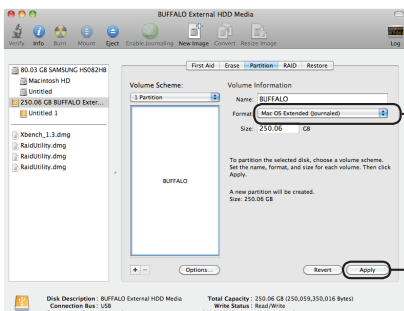 BUFFALO External HDD Media
Verify Info Burn Mount Eject Enable Journaling New Image Convert Resize Image Log
First Aid Erase Partition RAID Restore
80.03 GB SAMSUNG HS082HB
Macintosh HD
Untitled
250.06 GB BUFFALO Exter...
Untitled 1
Xbench_1.3.dmg
RaidUtility.dmg
RaidUtility.dmg
RaidUtility.dmg
Volume Scheme:
1 Partition
BUFFALO
+ -
Options...
Volume Information
Name: BUFFALO
Format: Mac OS Extended (Journaled)
Size: 250.06 GB
To partition the selected disk, choose a volume scheme.
Set the name, format, and size for each volume. Then click
Apply.
A new partition will be created.
Size: 250.06 GB
Revert Apply
Disk Description : BUFFALO External HDD Media Total Capacity : 250.06 GB (250,059,350,016 Bytes)
Connection Bus : USB Write Status : Read/Write